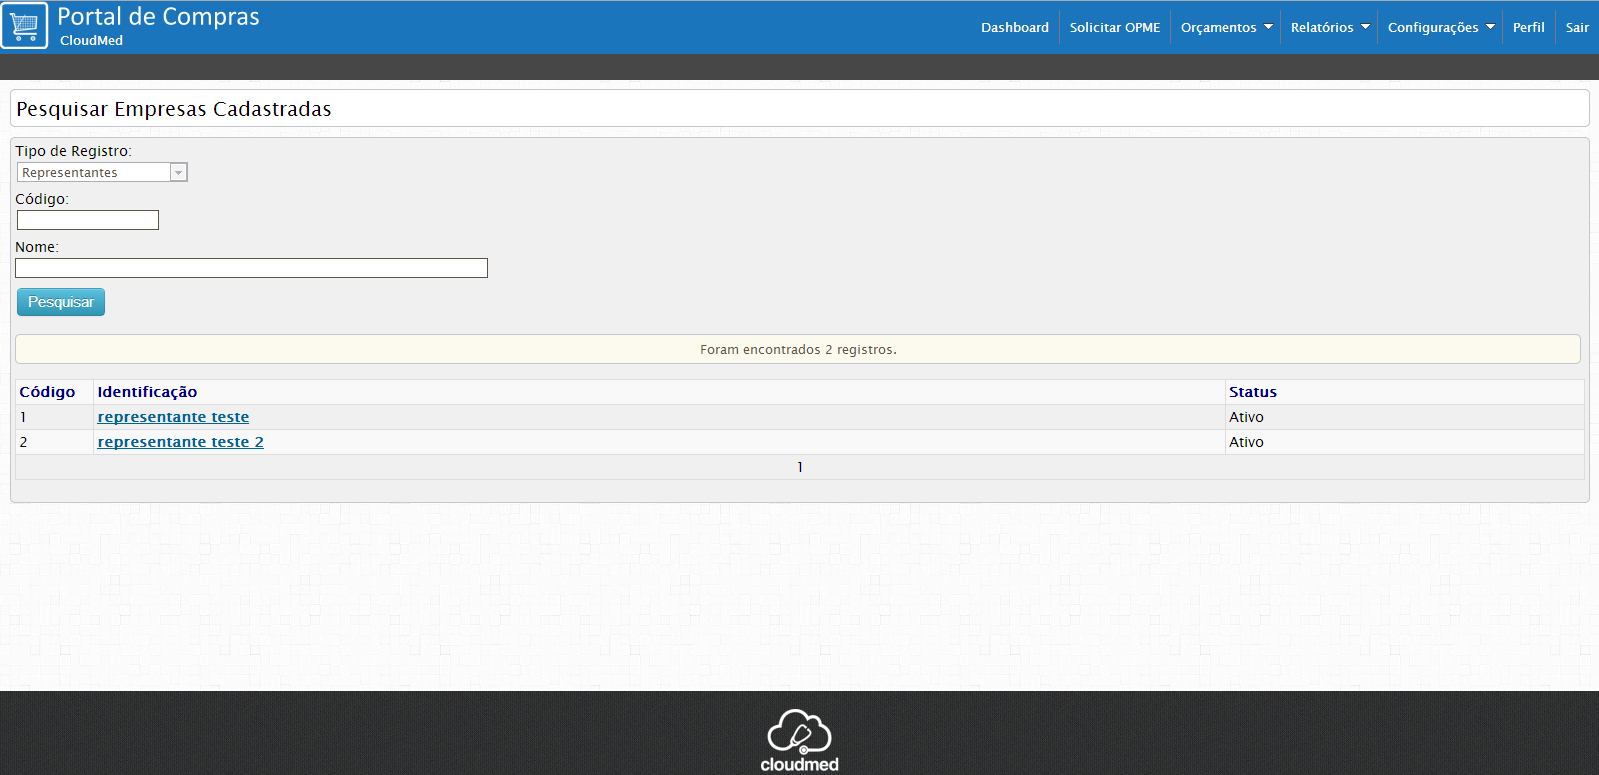 Portal de Compras
CloudMed
Dashboard Solicitar OPME Orçamentos Relatórios Configurações Perfil Sair
Pesquisar Empresas Cadastradas
Tipo de Registro:
Representantes
Código:
Nome:
Pesquisar
Foram encontrados 2 registros.
Código Identificação Status
1 representante teste Ativo
2 representante teste 2 Ativo
1
cloudmed